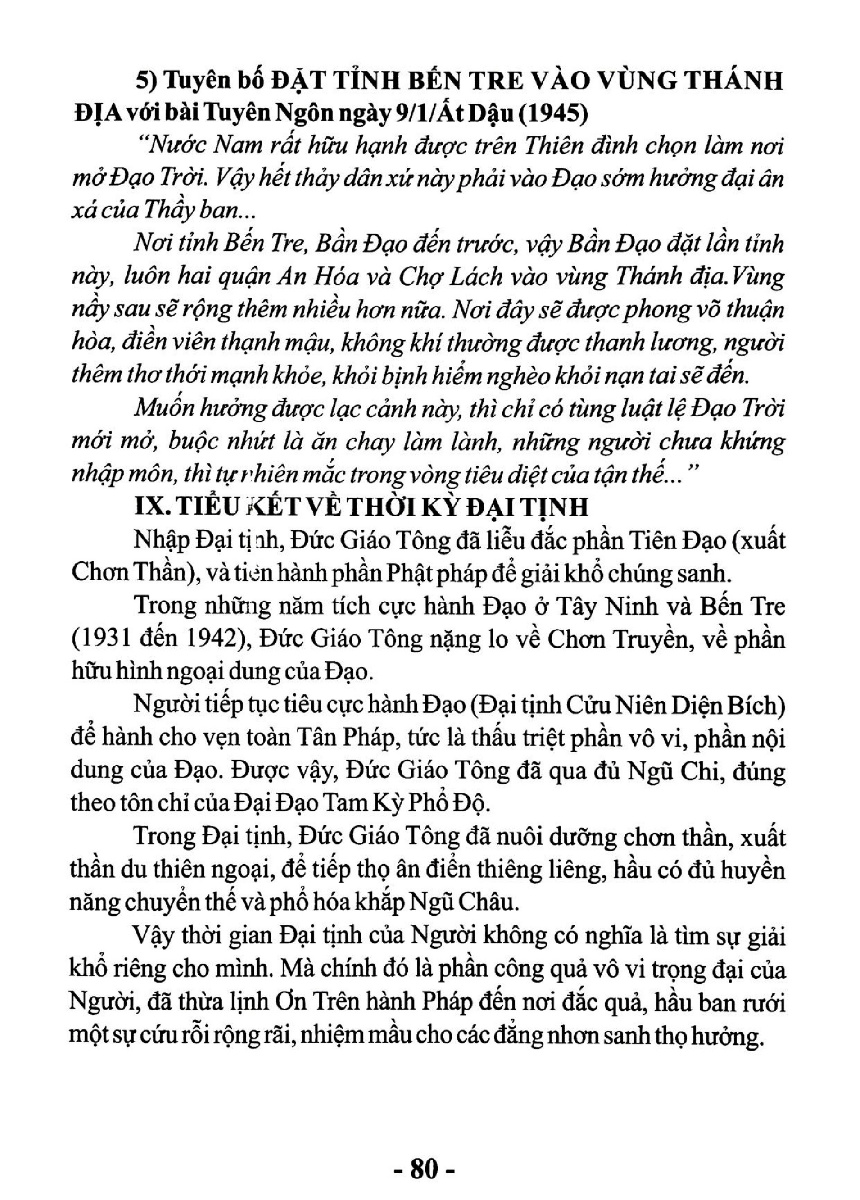 5) Tuyên bố ĐẶT TỈNH BẾN TRE VÀO VÙNG THÁNH
ĐỊA với bài Tuyên Ngôn ngày 9/1/Ất Dậu (1945)
“Nước Nam rất hữu hạnh được trên Thiên đình chọn làm nơi
mở Đạo Trời. Vậy hết thảy dân xứ này phải vào Đạo sớm hưởng đại ân
xá của Thầy ban...
Nơi tỉnh Bến Tre, Bần Đạo đến trước, vậy Bần Đạo đặt lần tỉnh
này, luôn hai quận An Hóa và Chợ Lách vào vùng Thánh địa. Vùng
nầy sau sẽ rộng thêm nhiều hơn nữa. Nơi đây sẽ được phong võ thuận
hòa, điền viên thạnh mậu, không khí thường được thanh lương, người
thêm thơ thới mạnh khỏe, khỏi bịnh hiểm nghèo khỏi nạn tai sẽ đến.
Muốn hưởng được lạc cảnh này, thì chỉ có tùng luật lệ Đạo Trời
mới mở, buộc nhứt là ăn chay làm lành, những người chưa khứng
nhập môn, thì tự nhiên mắc trong vòng tiêu diệt của tận thế...”
IX. TIỂU KẾT VỀ THỜI KỲ ĐẠI TỊNH
Nhập Đại tịnh, Đức Giáo Tông đã liễu đắc phần Tiên Đạo (xuất
Chơn Thần), và tiến hành phần Phật pháp để giải khổ chúng sanh.
Trong những năm tích cực hành Đạo ở Tây Ninh và Bến Tre
(1931 đến 1942), Đức Giáo Tông nặng lo về Chơn Truyền, về phần
hữu hình ngoại dung của Đạo.
Người tiếp tục tiêu cực hành Đạo (Đại tịnh Cửu Niên Diện Bích)
để hành cho vẹn toàn Tân Pháp, tức là thấu triệt phần vô vi, phần nội
dung của Đạo. Được vậy, Đức Giáo Tông đã qua đủ Ngũ Chi, đúng
theo tôn chỉ của Đại Đạo Tam Kỳ Phổ Độ.
Trong Đại tịnh, Đức Giáo Tông đã nuôi dưỡng chơn thần, xuất
thần du thiên ngoại, để tiếp thọ ân điển thiêng liêng, hầu có đủ huyền
năng chuyển thế và phổ hóa khắp Ngũ Châu.
Vậy thời gian Đại tịnh của Người không có nghĩa là tìm sự giải
khổ riêng cho mình. Mà chính đó là phần công quả vô vi trọng đại của
Người, đã thừa lịnh Ơn Trên hành Pháp đến nơi đắc quả, hầu ban rưới
một sự cứu rỗi rộng rãi, nhiệm mầu cho các đẳng nhơn sanh thọ hưởng.
- 80 -